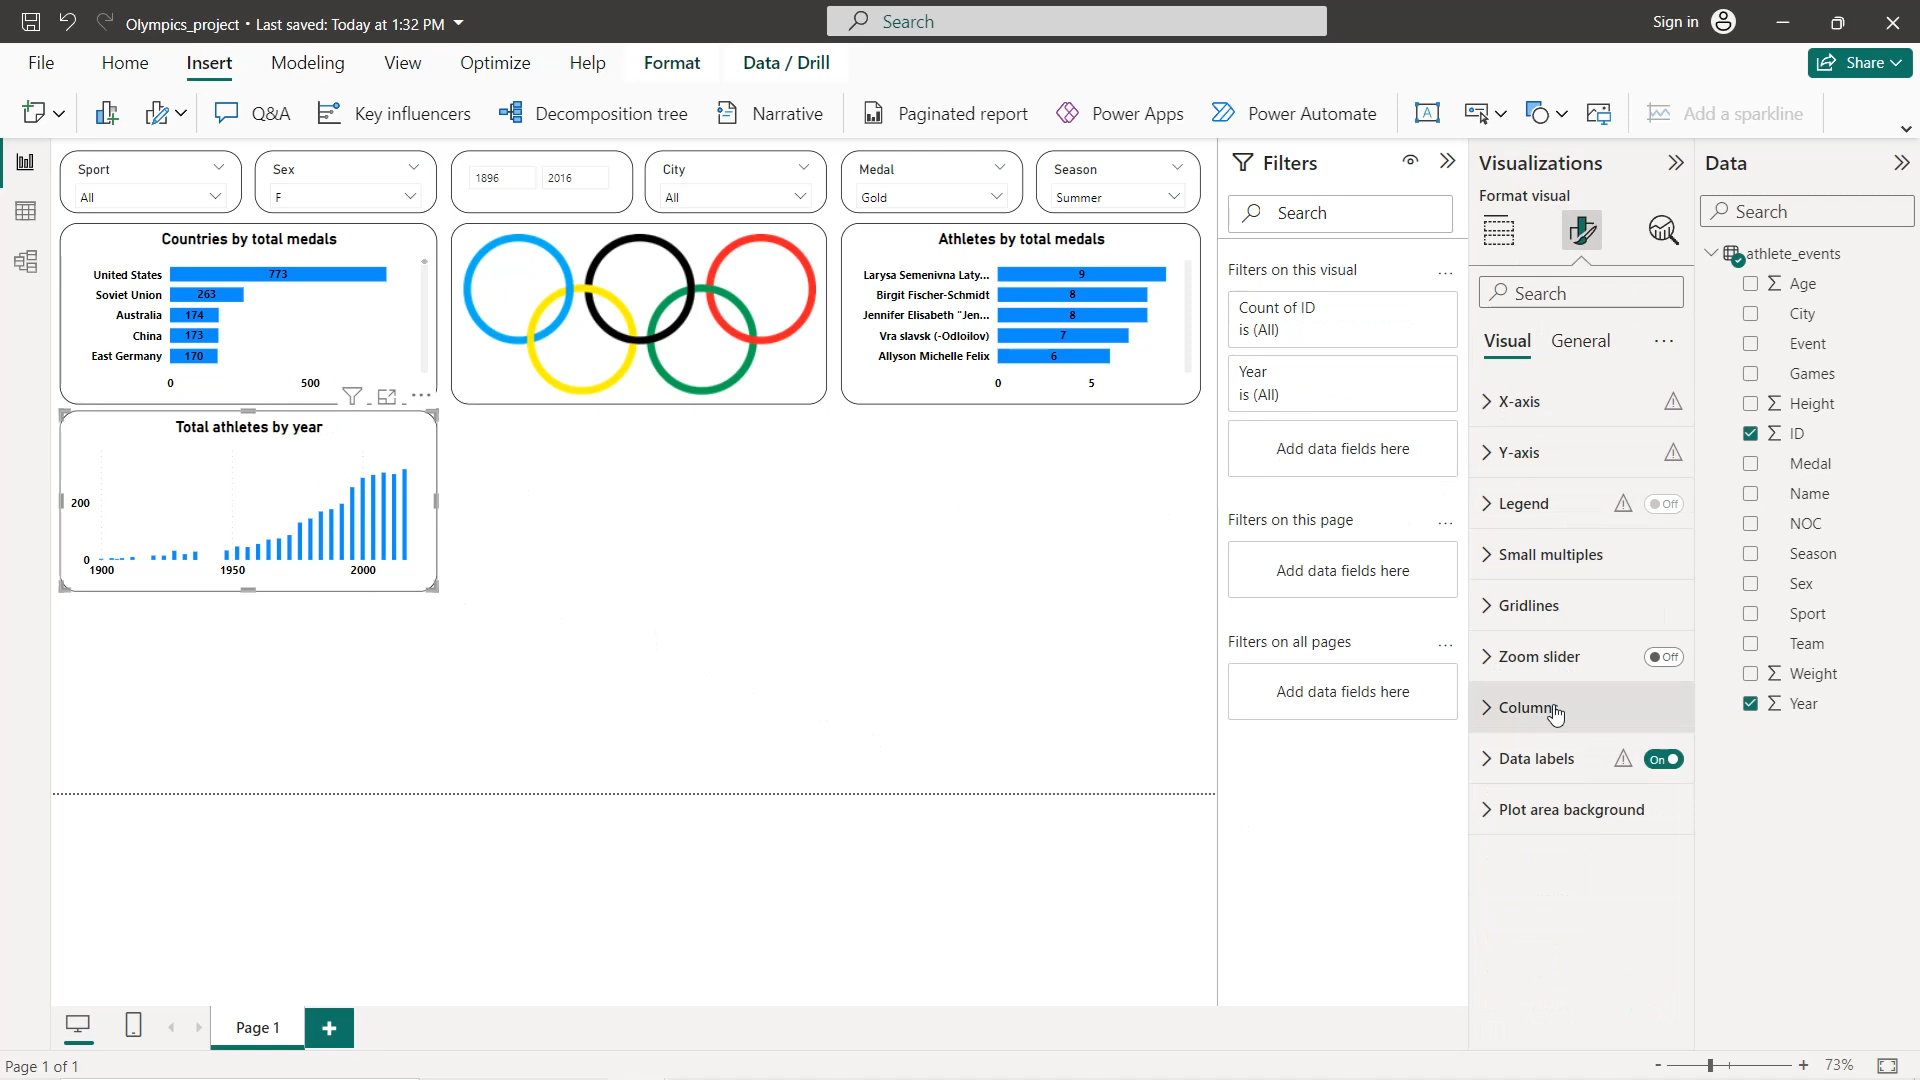 Olympics_project • Last saved: Today at 1:32 PM
Search
Sign in
File
Home
Insert
Modeling
View
Optimize
Help
Format
Data / Drill
Share
Q&A
Key influencers
Decomposition tree
Narrative
Paginated report
Power Apps
Power Automate
Add a sparkline
Sport
All
Sex
F
1896
2016
City
All
Medal
Gold
Season
Summer
Countries by total medals
United States
773
Soviet Union
263
Australia
174
China
173
East Germany
170
0
500
Athletes by total medals
Larysa Semenivna Laty...
9
Birgit Fischer-Schmidt
8
Jennifer Elisabeth "Jen...
8
Vra slavsk (-Odloilov)
7
Allyson Michelle Felix
6
0
5
Total athletes by year
200
0
1900
1950
2000
Filters
Search
Filters on this visual
...
Count of ID
is (All)
Year
is (All)
Add data fields here
Filters on this page
...
Add data fields here
Filters on all pages
...
Add data fields here
Visualizations
Format visual
Search
Visual
General
...
X-axis
Y-axis
Legend
Off
Small multiples
Gridlines
Zoom slider
Off
Data labels
On
Plot area background
Data
Search
athlete_events
Age
City
Event
Games
Height
ID
Medal
Name
NOC
Season
Sex
Sport
Team
Weight
Year
Page 1
Page 1 of 1
- + 73%